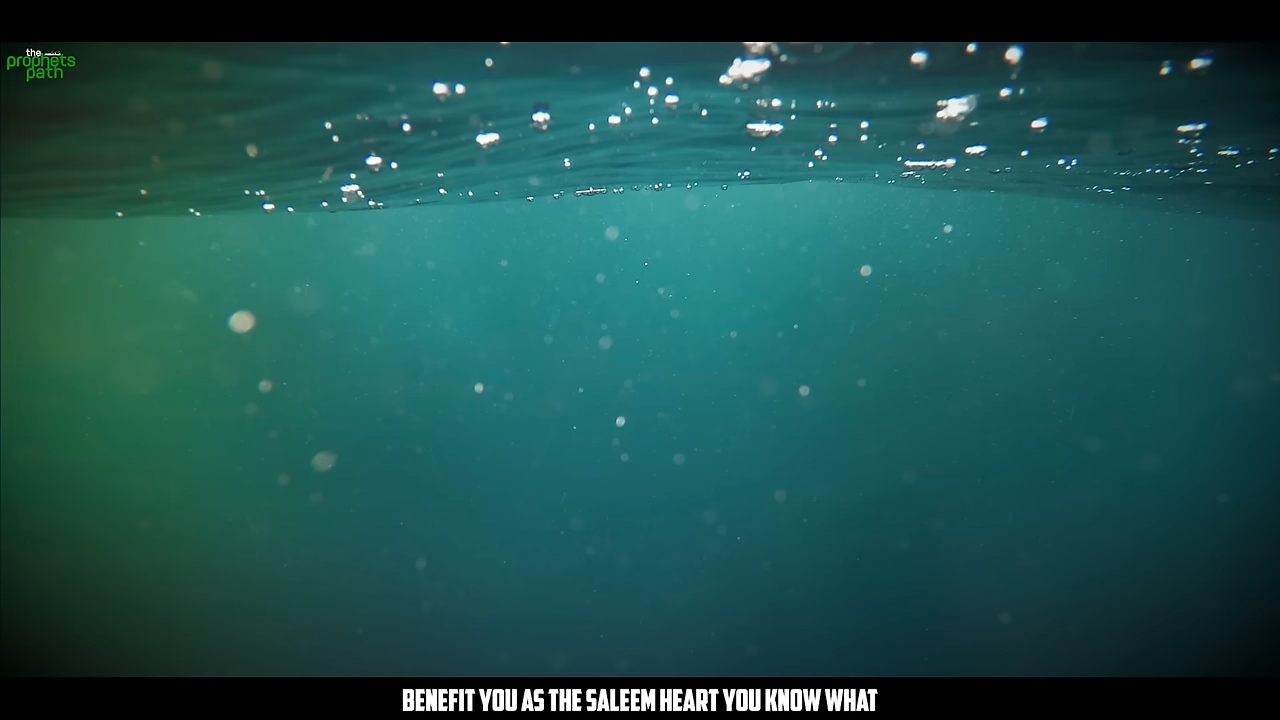 the
prophets
path
BENEFIT YOU AS THE SALEEM HEART YOU KNOW WHAT